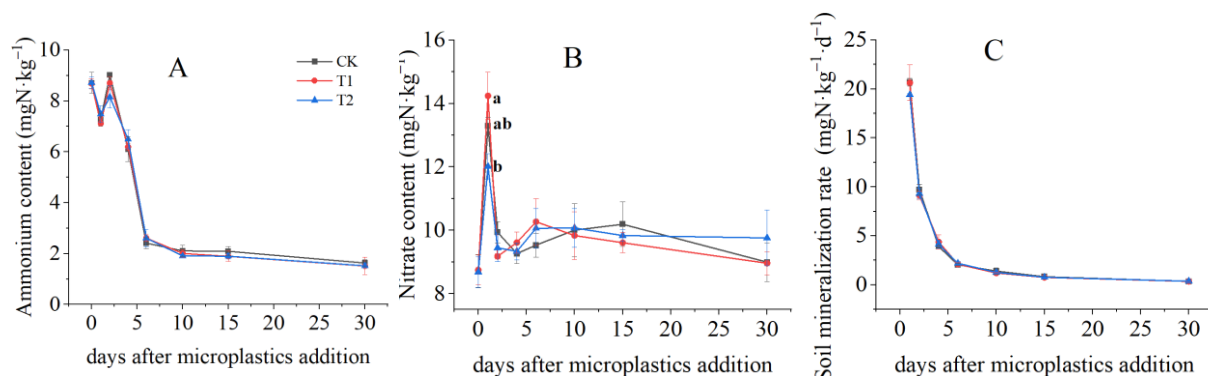 Ammonium content (mgN·kg⁻¹)
10
8
6
4
2
0
A
CK
T1
T2
0 5 10 15 20 25 30
days after microplastics addition
Nitrate content (mgN·kg⁻¹)
16
14
12
10
8
B
a
ab
b
0 5 10 15 20 25 30
days after microplastics addition
Soil mineralization rate (mgN·kg⁻¹·d⁻¹)
25
20
15
10
5
0
C
0 5 10 15 20 25 30
days after microplastics addition